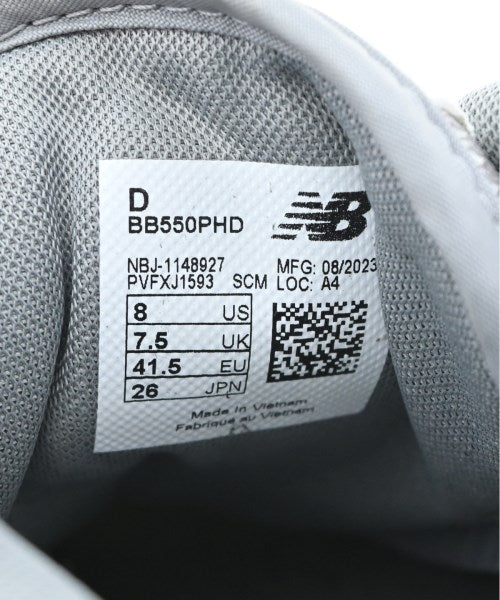 D
BB550PHD
NB
NBJ-1148927 MFG: 08/2023
PVFXJ1593 SCM LOC: A4
8 US
7.5 UK
41.5 EU
26 JPN
Made in Vietnam
Fabriqué au Vietnam